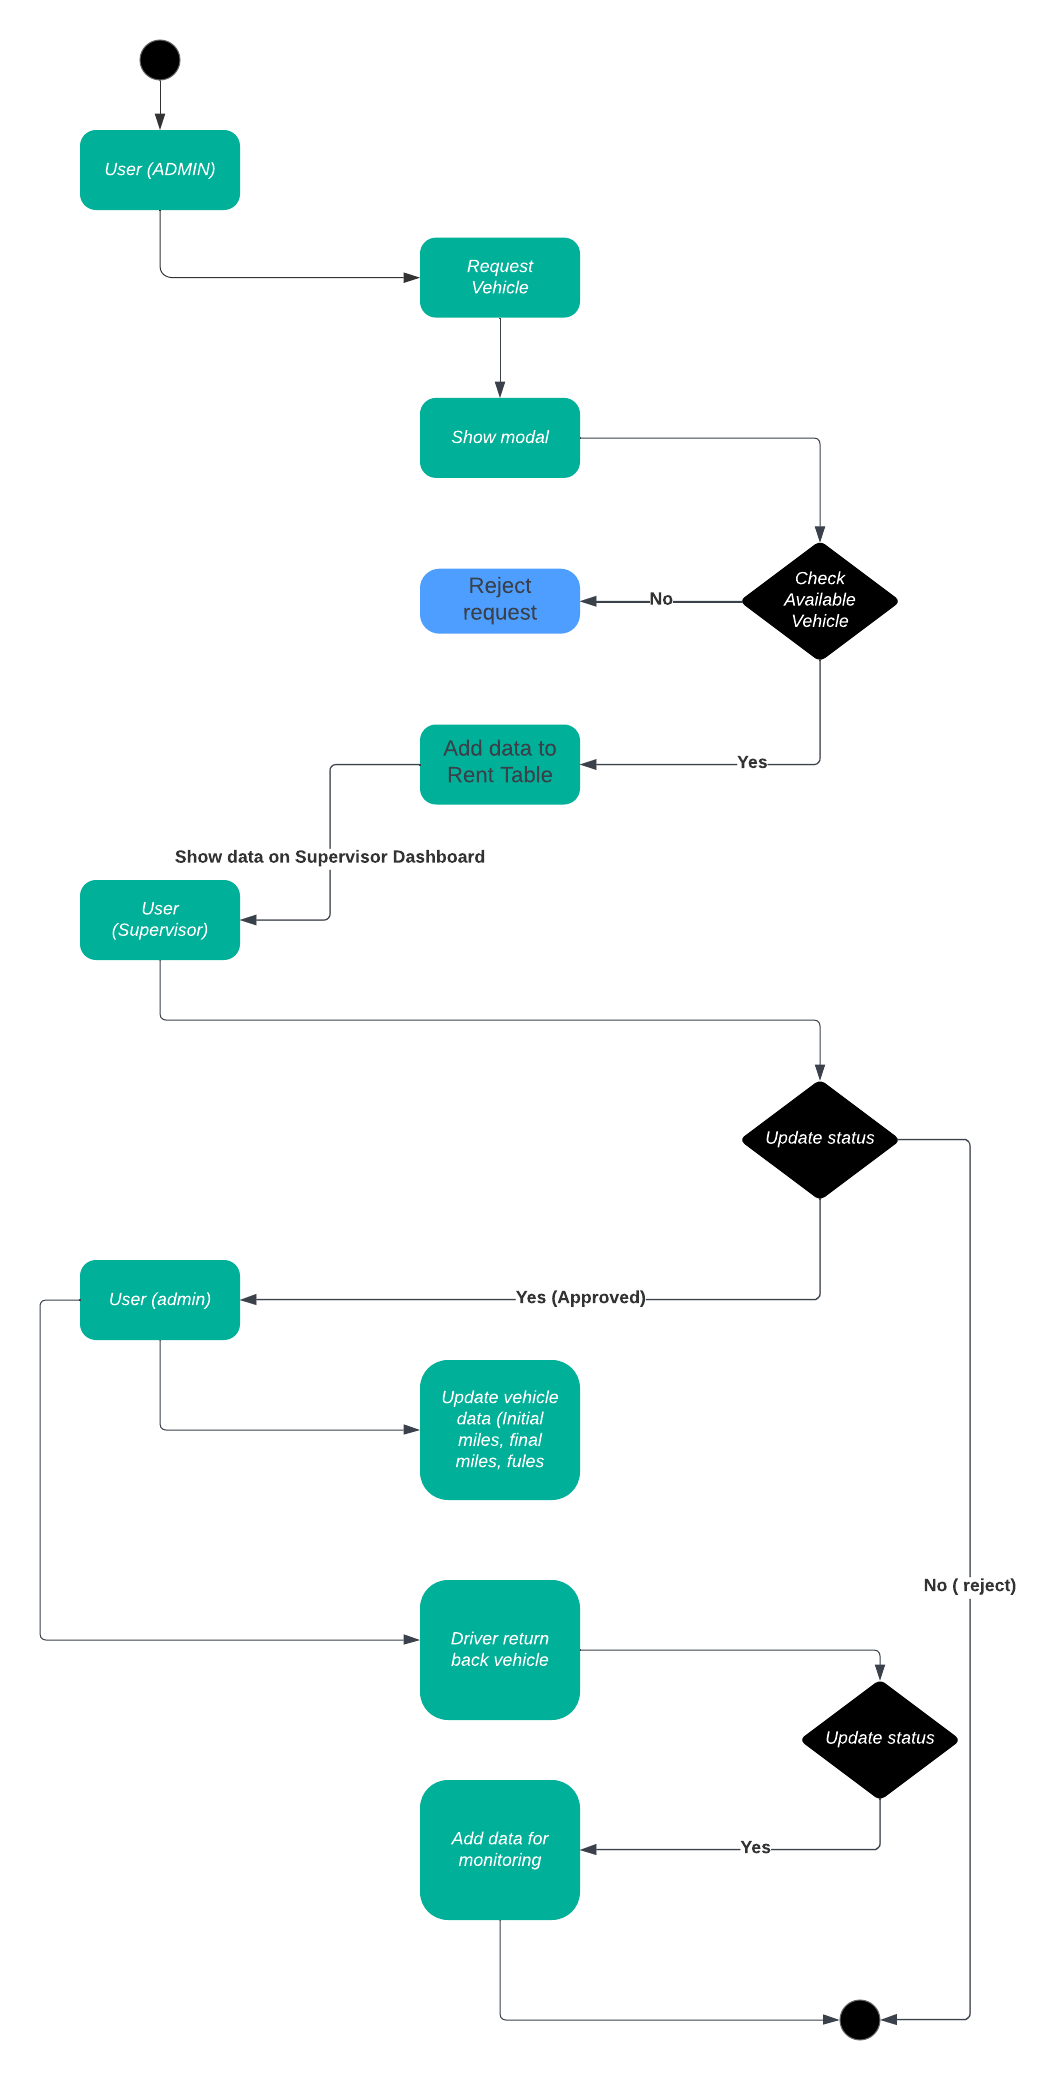 User (ADMIN)
Request
Vehicle
Show modal
Check
Available
Vehicle
No
Reject
request
Yes
Add data to
Rent Table
Show data on Supervisor Dashboard
User
(Supervisor)
Update status
Yes (Approved)
User (admin)
Update vehicle
data (Initial
miles, final
miles, fules
No ( reject)
Driver return
back vehicle
Update status
Yes
Add data for
monitoring